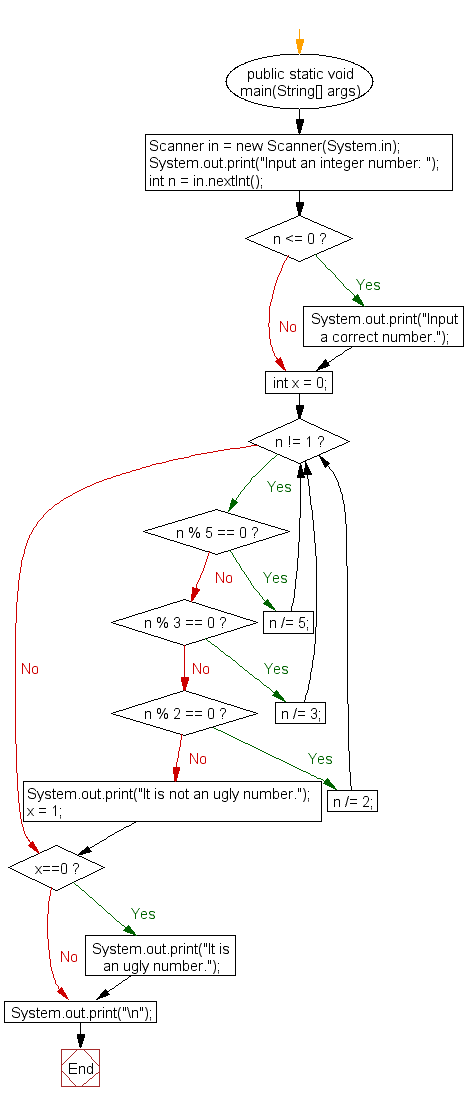 public static void
main(String[] args)
Scanner in = new Scanner(System.in);
System.out.print("Input an integer number: ");
int n = in.nextInt();
n <= 0 ?
Yes
No
System.out.print("Input
a correct number.");
int x = 0;
n != 1 ?
Yes
n % 5 == 0 ?
No
Yes
n % 3 == 0 ?
n /= 5;
No
Yes
No
n % 2 == 0 ?
n /= 3;
No
Yes
System.out.print("It is not an ugly number.");
x = 1;
n /= 2;
x==0 ?
Yes
No
System.out.print("It is
an ugly number.");
System.out.print("\n");
End